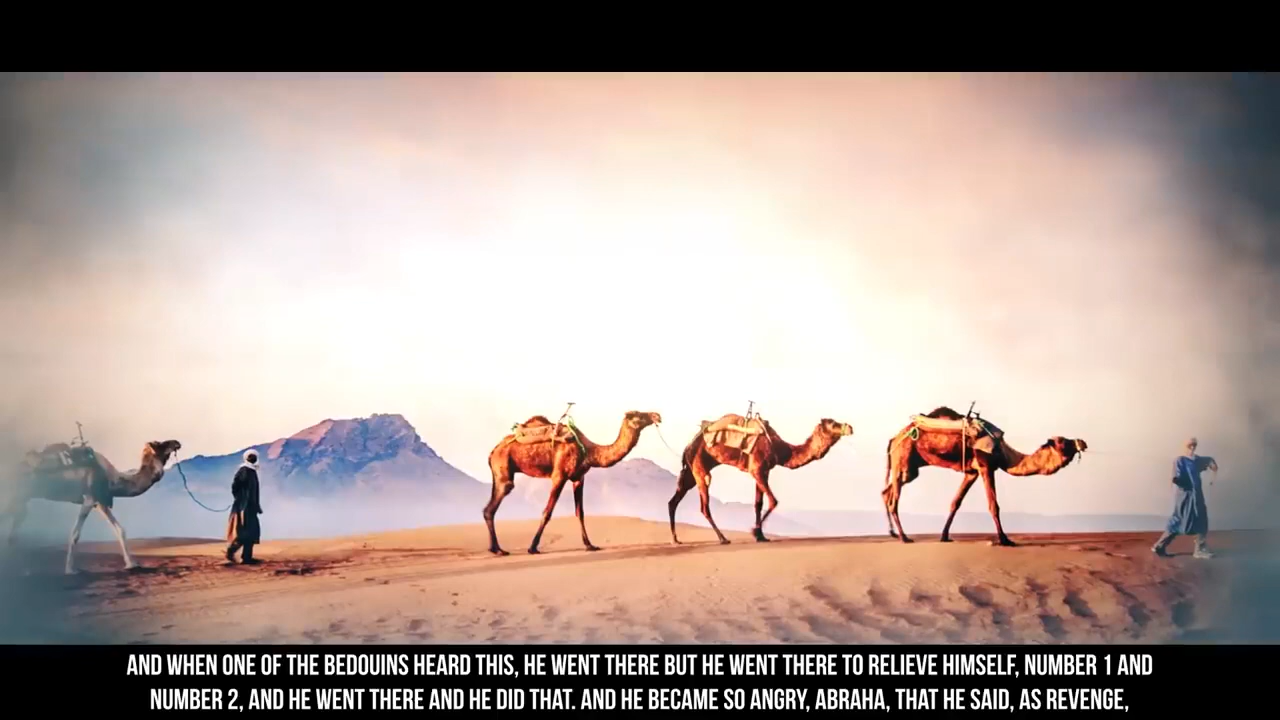 AND WHEN ONE OF THE BEDOUINS HEARD THIS, HE WENT THERE BUT HE WENT THERE TO RELIEVE HIMSELF, NUMBER 1 AND
NUMBER 2, AND HE WENT THERE AND HE DID THAT. AND HE BECAME SO ANGRY, ABRAHA, THAT HE SAID, AS REVENGE,